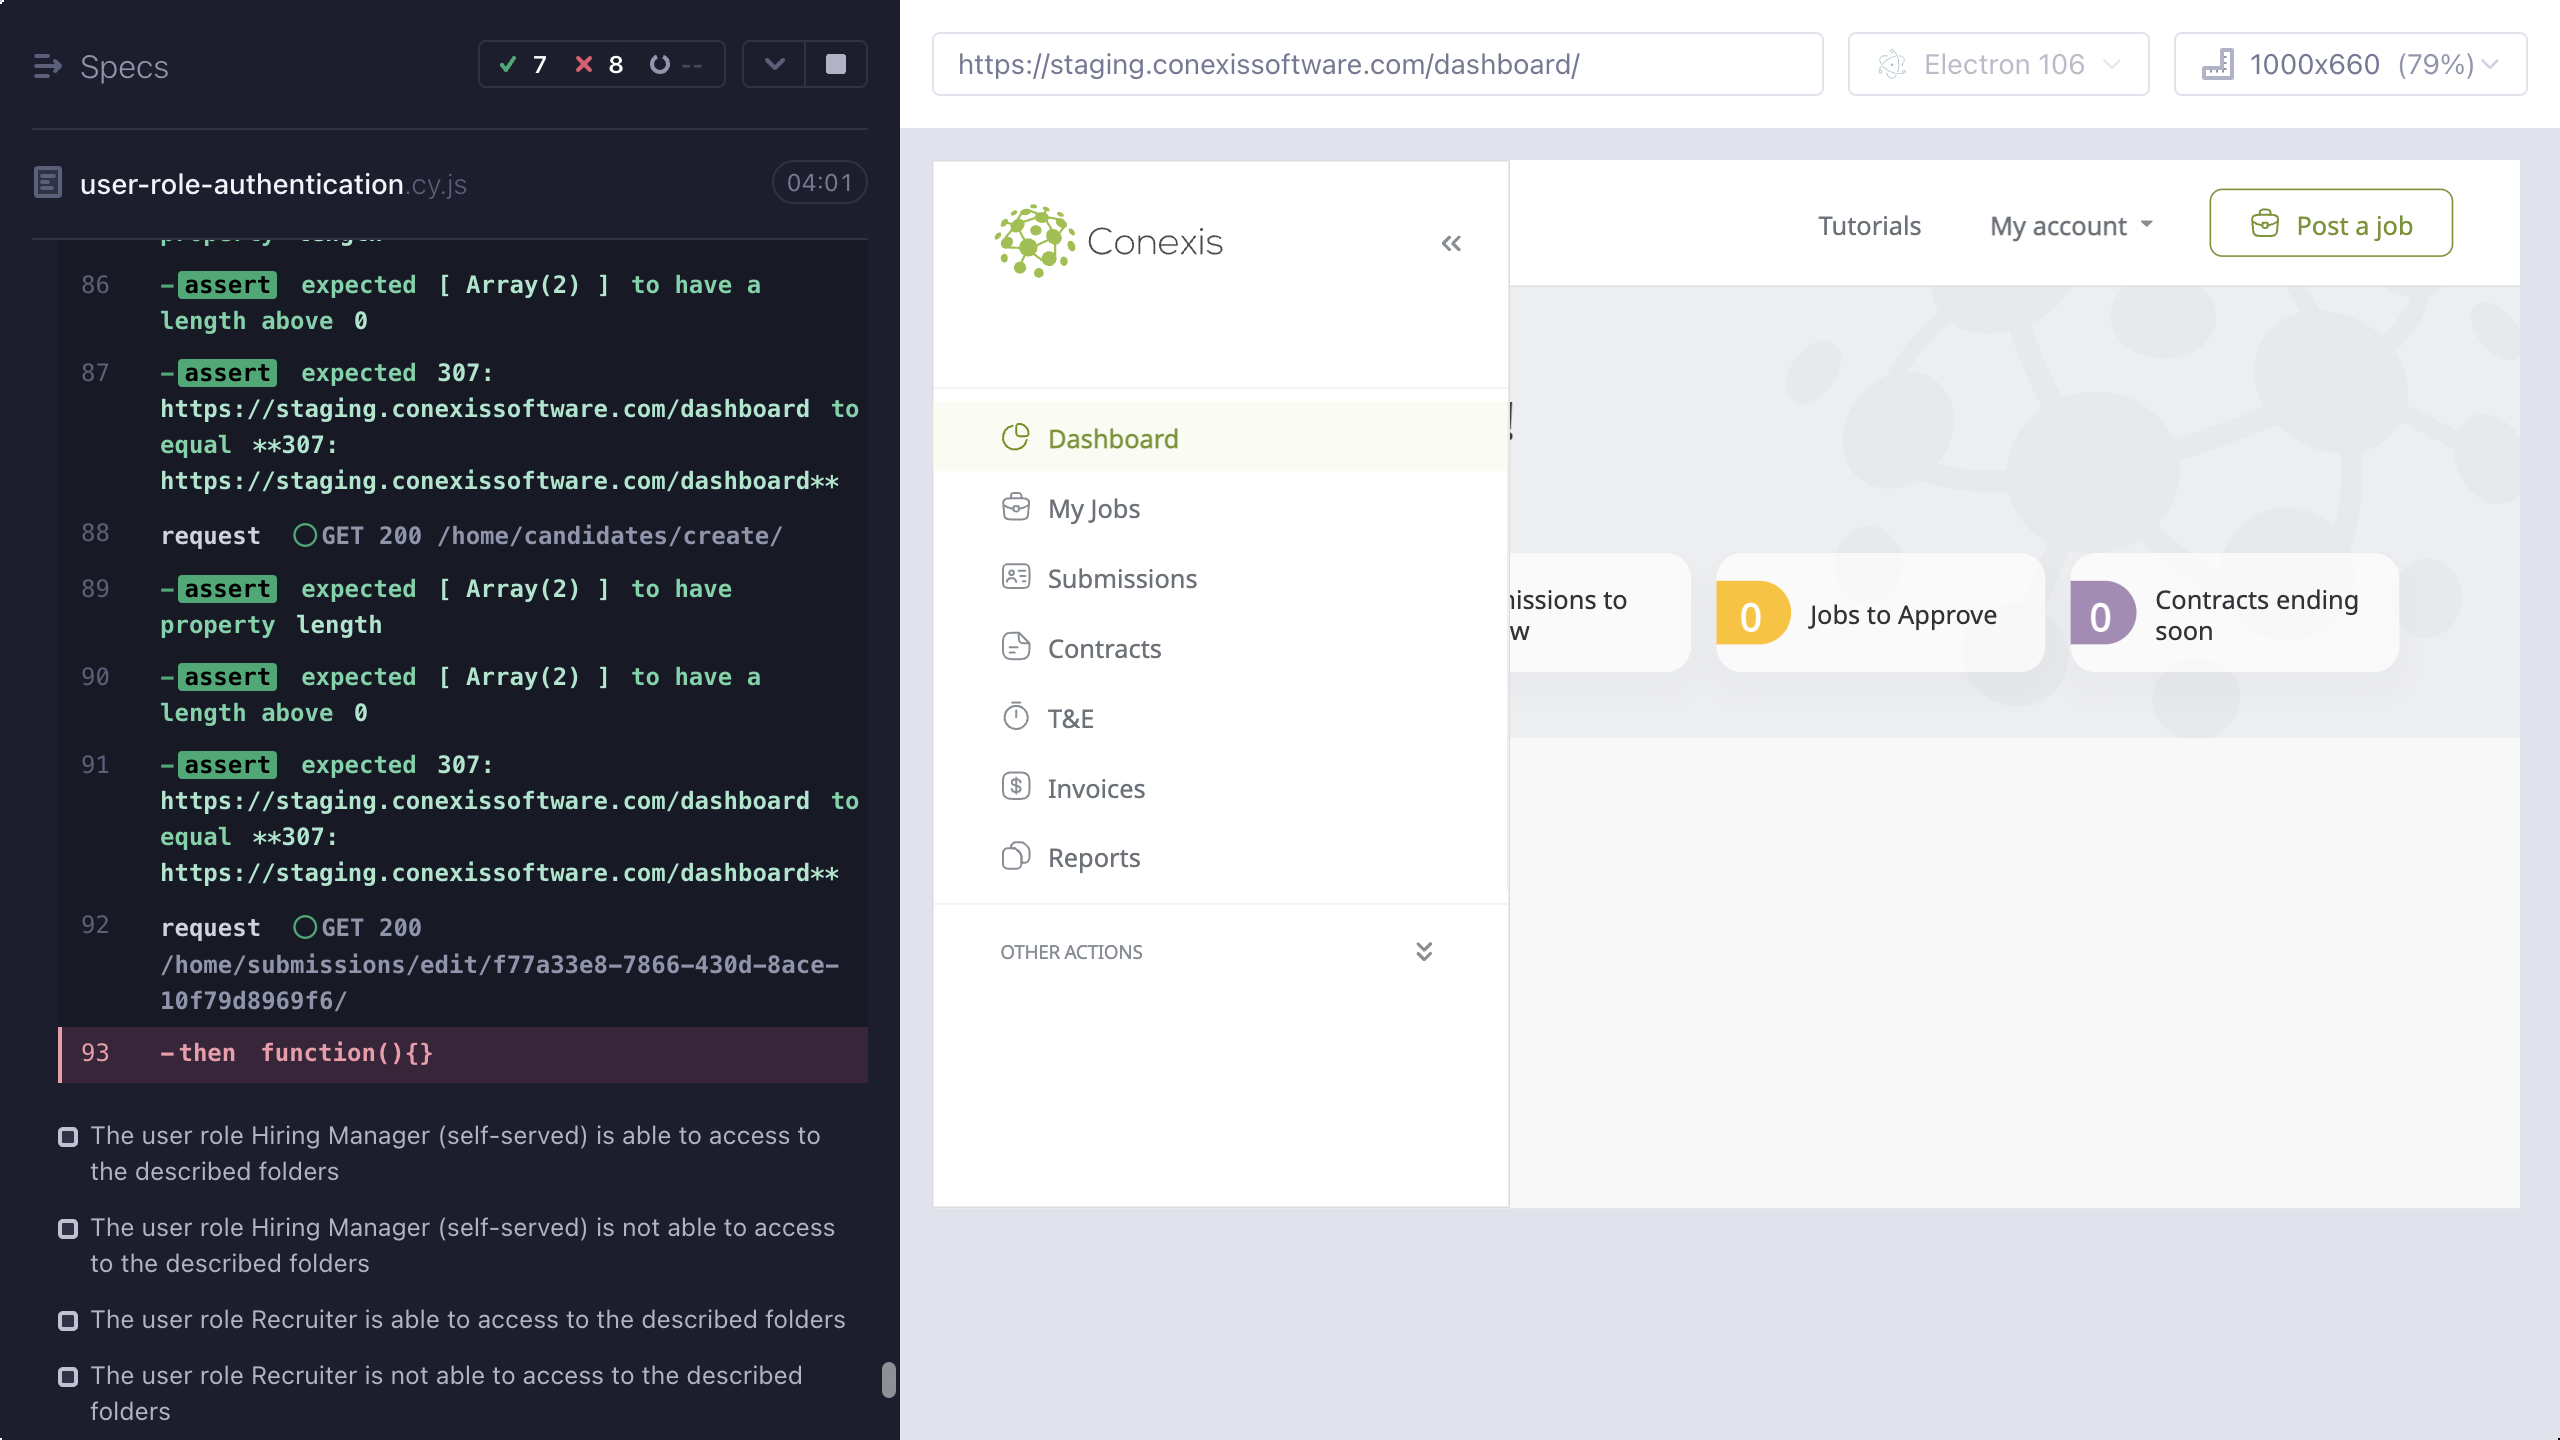 Specs
7 8 --
user-role-authentication.cy.js
04:01
property length
86 -assert expected [ Array(2) ] to have a
length above 0
87 -assert expected 307:
https://staging.conexissoftware.com/dashboard to
equal **307:
https://staging.conexissoftware.com/dashboard**
88 request GET 200 /home/candidates/create/
89 -assert expected [ Array(2) ] to have
property length
90 -assert expected [ Array(2) ] to have a
length above 0
91 -assert expected 307:
https://staging.conexissoftware.com/dashboard to
equal **307:
https://staging.conexissoftware.com/dashboard**
92 request GET 200
/home/submissions/edit/f77a33e8-7866-430d-8ace-
10f79d8969f6/
93 -then function(){}
The user role Hiring Manager (self-served) is able to access to
the described folders
The user role Hiring Manager (self-served) is not able to access
to the described folders
The user role Recruiter is able to access to the described folders
The user role Recruiter is not able to access to the described
folders
https://staging.conexissoftware.com/dashboard/
Electron 106
1000x660 (79%)
Conexis
«
Tutorials
My account
Post a job
Dashboard
My Jobs
Submissions
Contracts
T&E
Invoices
Reports
OTHER ACTIONS
!
issions to
w
0 Jobs to Approve
0 Contracts ending
soon